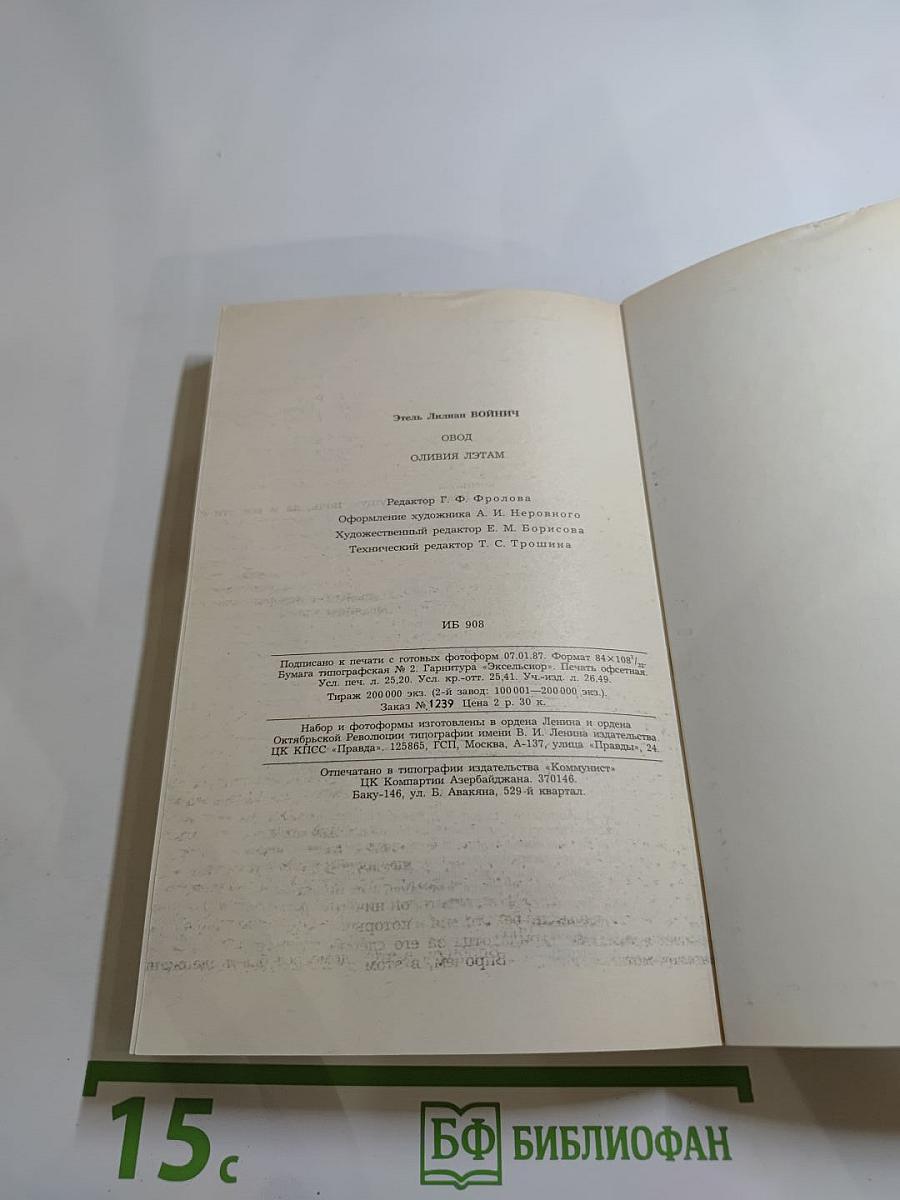 Этель Лилиан ВОЙНИЧ
ОВОД
ОЛИВИЯ ЛЭТАМ
Редактор Г. Ф. Фролова
Оформление художника А. И. Неровного
Художественный редактор Е. М. Борисова
Технический редактор Т. С. Трошина
ИБ 908
Подписано к печати с готовых фотоформ 07.01.87. Формат 84×108¹/₃₂.
Бумага типографская № 2. Гарнитура «Эксельсиор». Печать офсетная.
Усл. печ. л. 25,20. Усл. кр.-отт. 25,41. Уч.-изд. л. 26,49.
Тираж 200 000 экз. (2-й завод: 100 001—200 000 экз.).
Заказ № 1239 Цена 2 р. 30 к.
Набор и фотоформы изготовлены в ордена Ленина и ордена
Октябрьской Революции типографии имени В. И. Ленина издательства
ЦК КПСС «Правда». 125865, ГСП, Москва, А-137, улица «Правды», 24.
Отпечатано в типографии издательства «Коммунист»
ЦК Компартии Азербайджана. 370146.
Баку-146, ул. Б. Авакяна, 529-й квартал.
15 с
БФ БИБЛИОФАН